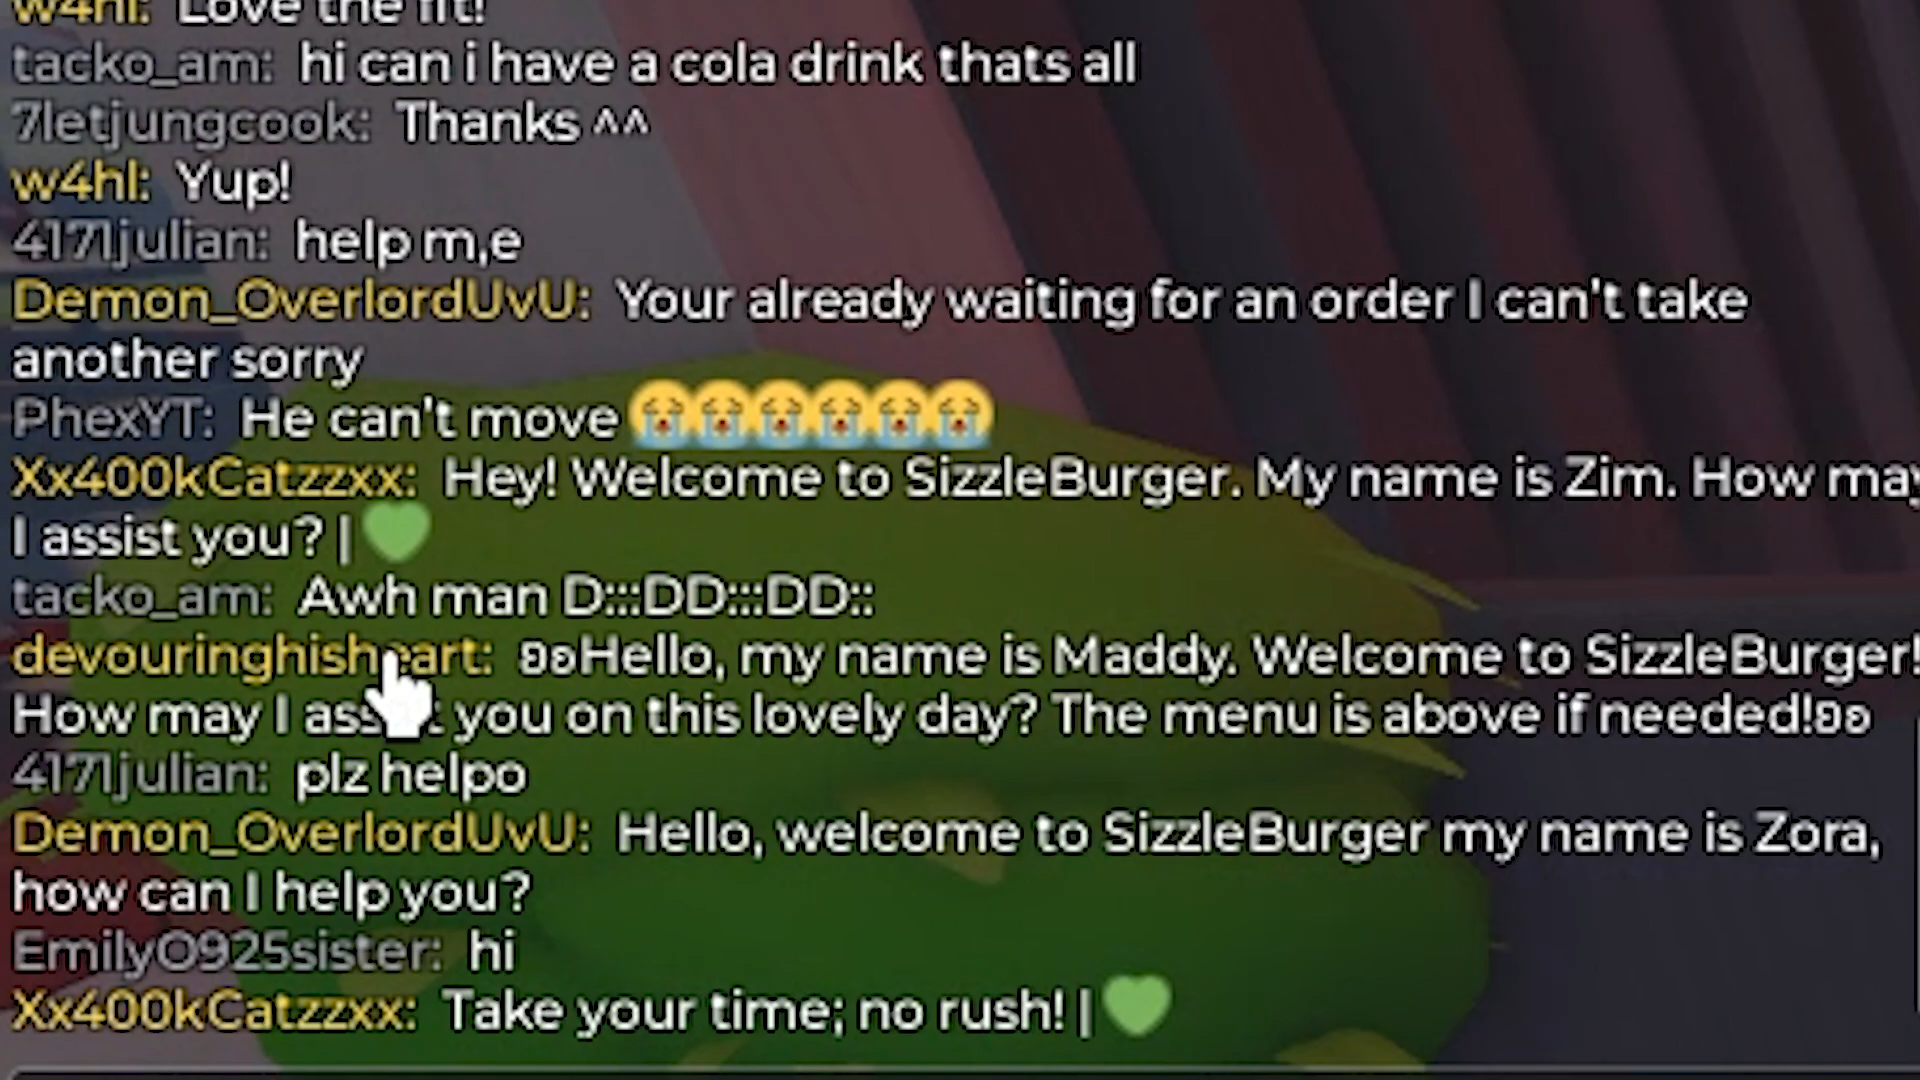 w4hl: Love the fit!
tacko_am: hi can i have a cola drink thats all
7letjungcook: Thanks ^^
w4hl: Yup!
4171julian: help m,e
Demon_OverlordUvU: Your already waiting for an order I can't take
another sorry
PhexYT: He can't move 😭😭😭😭😭😭
Xx400kCatzzxx: Hey! Welcome to SizzleBurger. My name is Zim. How may
I assist you? | 💚
tacko_am: Awh man D:::DD:::DD::
devouringhisheart: ʚɞHello, my name is Maddy. Welcome to SizzleBurger!
How may I assist you on this lovely day? The menu is above if needed!ʚɞ
4171julian: plz helpo
Demon_OverlordUvU: Hello, welcome to SizzleBurger my name is Zora,
how can I help you?
Emily0925sister: hi
Xx400kCatzzxx: Take your time; no rush! | 💚